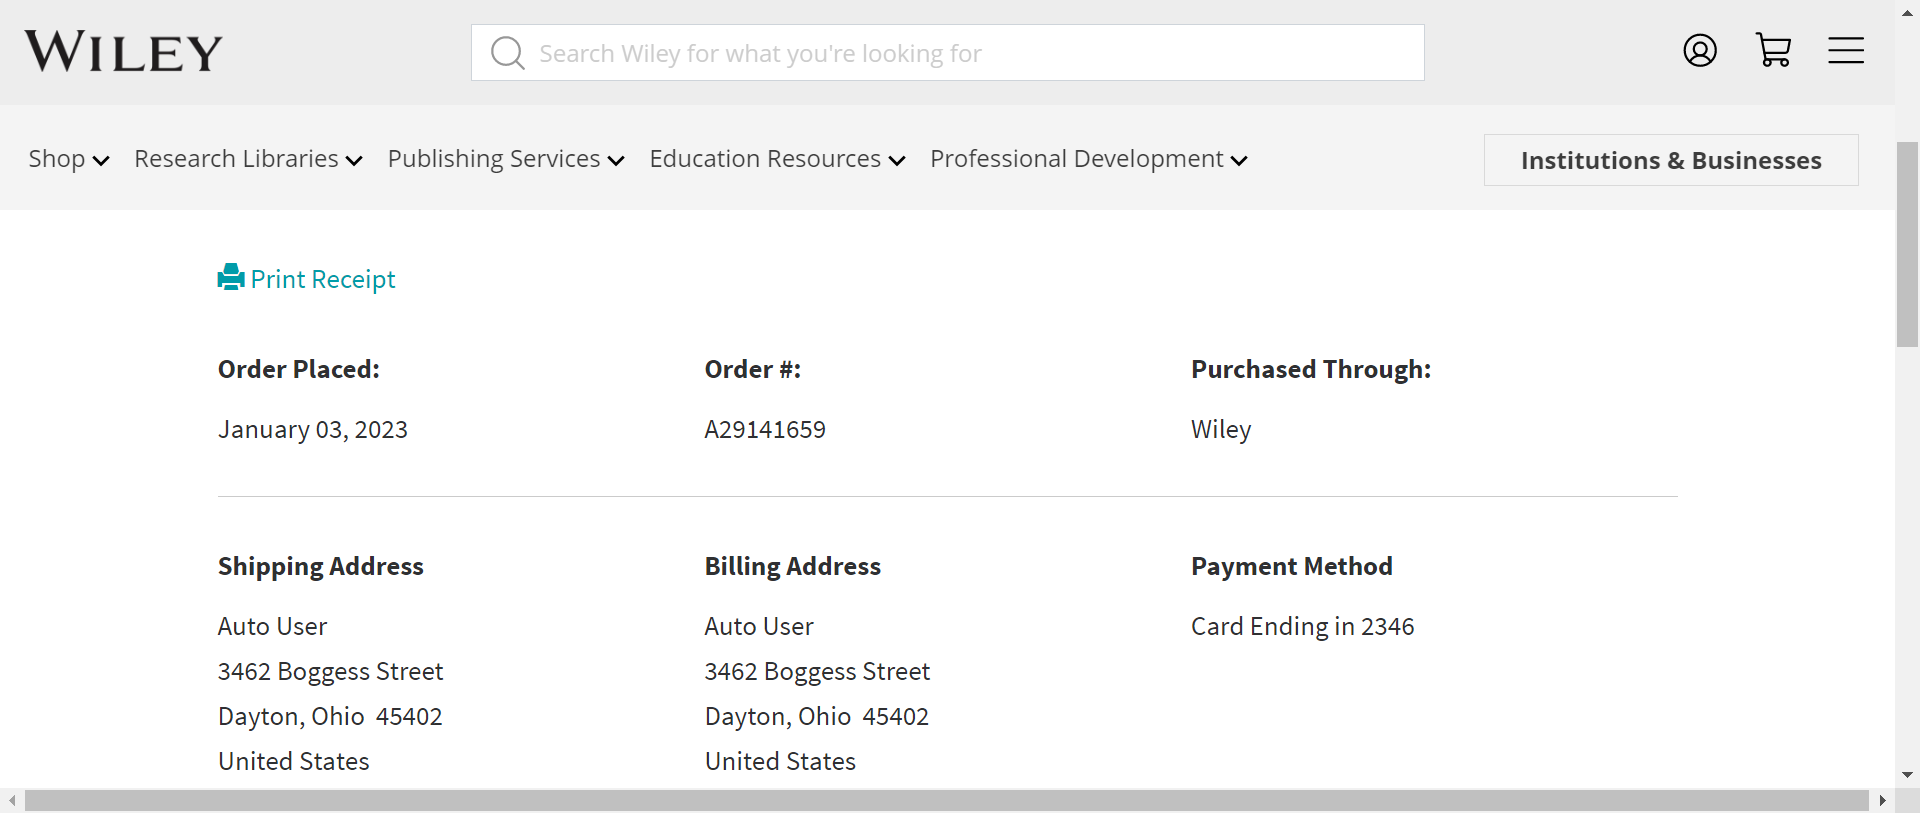 WILEY
Search Wiley for what you're looking for
Shop Research Libraries Publishing Services Education Resources Professional Development Institutions & Businesses
Print Receipt
Order Placed: Order #: Purchased Through:
January 03, 2023 A29141659 Wiley
Shipping Address Billing Address Payment Method
Auto User Auto User Card Ending in 2346
3462 Boggess Street 3462 Boggess Street
Dayton, Ohio  45402 Dayton, Ohio  45402
United States United States